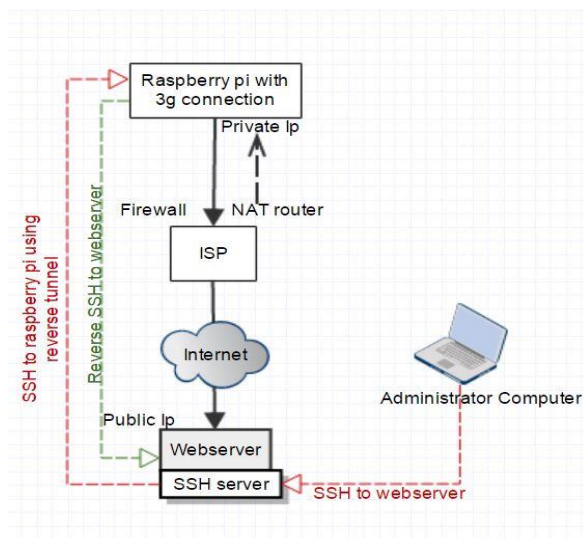 Raspberry pi with
3g connection
Private Ip
Firewall
NAT router
ISP
SSH to raspberry pi using
reverse tunnel
Reverse SSH to webserver
Internet
Administrator Computer
Public Ip
Webserver
SSH server
SSH to webserver